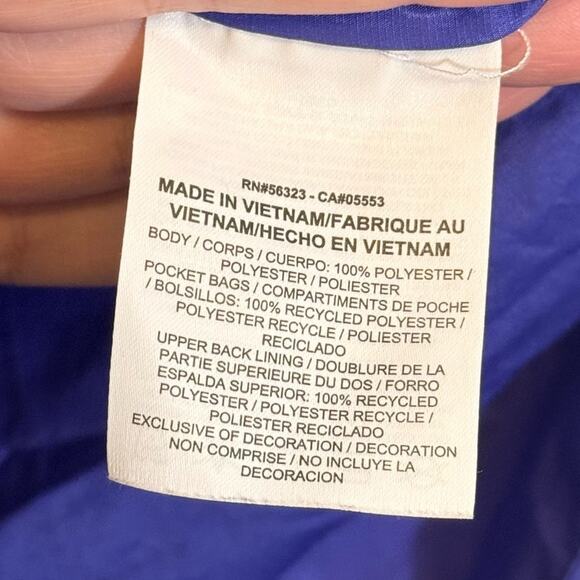 RN#56323 - CA#05553
MADE IN VIETNAM/FABRIQUE AU
VIETNAM/HECHO EN VIETNAM
BODY / CORPS / CUERPO: 100% POLYESTER /
POLYESTER / POLIESTER
POCKET BAGS / COMPARTIMENTS DE POCHE
/ BOLSILLOS: 100% RECYCLED POLYESTER /
POLYESTER RECYCLE / POLIESTER
RECICLADO
UPPER BACK LINING / DOUBLURE DE LA
PARTIE SUPERIEURE DU DOS / FORRO
ESPALDA SUPERIOR: 100% RECYCLED
POLYESTER / POLYESTER RECYCLE /
POLIESTER RECICLADO
EXCLUSIVE OF DECORATION / DECORATION
NON COMPRISE / NO INCLUYE LA
DECORACION